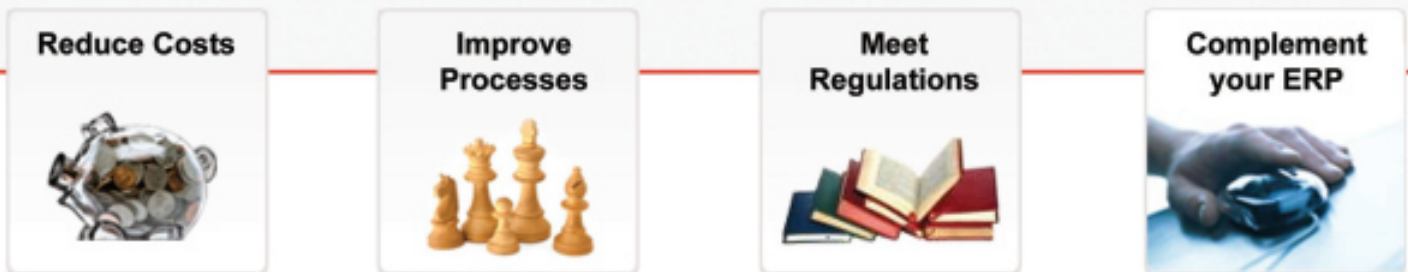 Reduce Costs
Improve
Processes
Meet
Regulations
Complement
your ERP